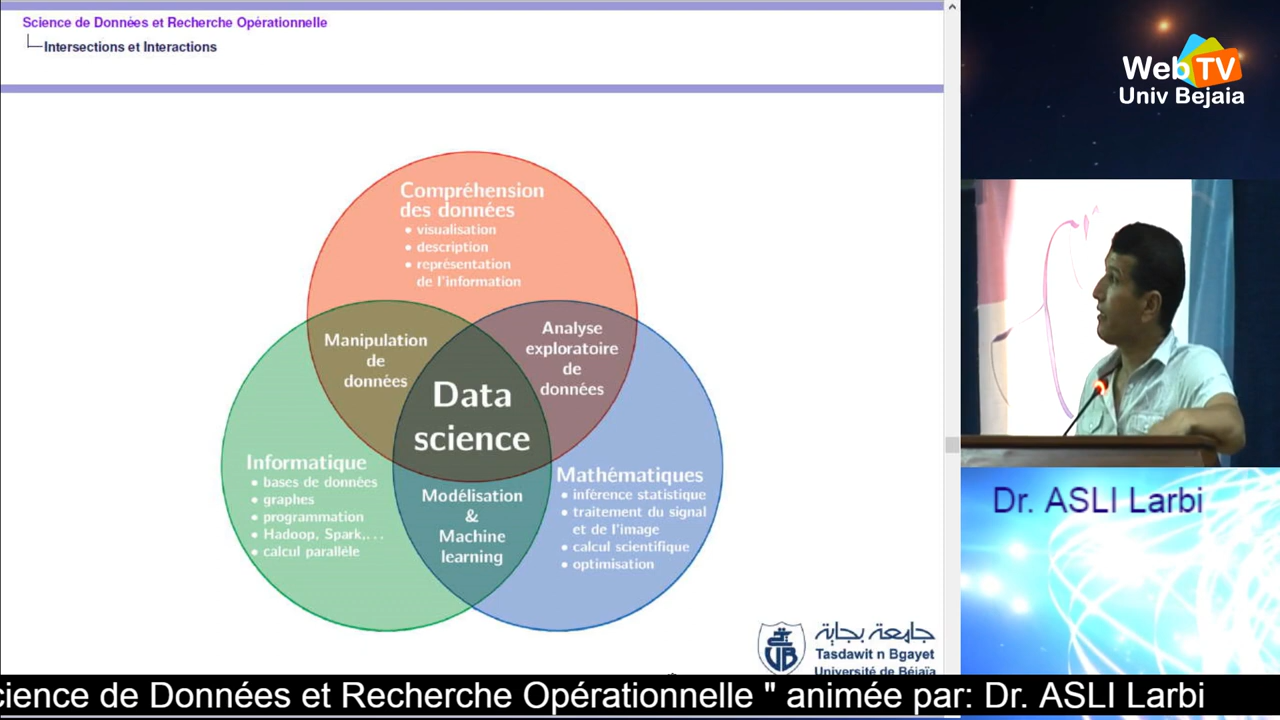 Science de Données et Recherche Opérationnelle
Intersections et Interactions
Web TV
Univ Bejaia
Compréhension
des données
• visualisation
• description
• représentation
de l'information
Manipulation
de
données
Analyse
exploratoire
de
données
Data
science
Informatique
• bases de données
• graphes
• programmation
• Hadoop, Spark,...
• calcul parallèle
Modélisation
&
Machine
learning
Mathématiques
• inférence statistique
• traitement du signal
et de l'image
• calcul scientifique
• optimisation
Dr. ASLI Larbi
UB
جامعة بجاية
Tasdawit n Bgayet
Université de Béjaïa
cience de Données et Recherche Opérationnelle " animée par: Dr. ASLI Larbi